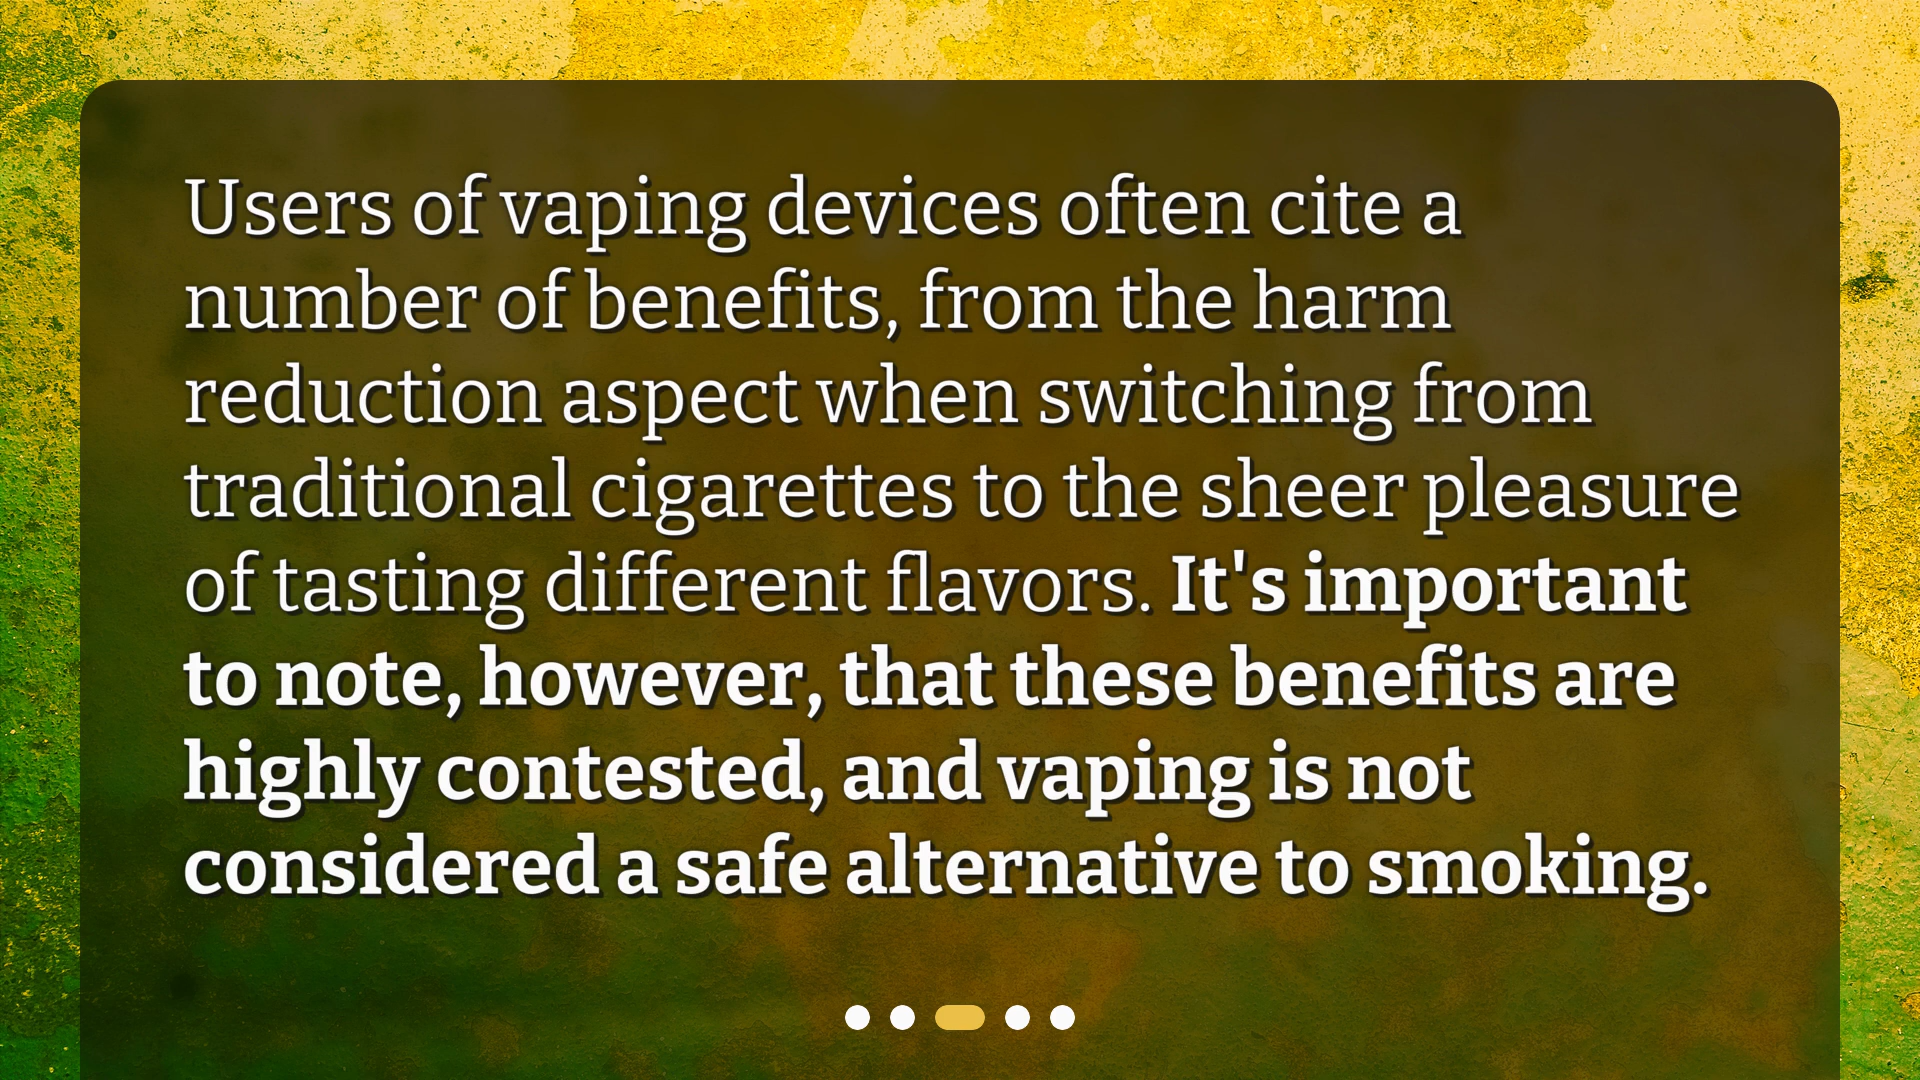 Users of vaping devices often cite a
number of benefits, from the harm
reduction aspect when switching from
traditional cigarettes to the sheer pleasure
of tasting different flavors. It's important
to note, however, that these benefits are
highly contested, and vaping is not
considered a safe alternative to smoking.